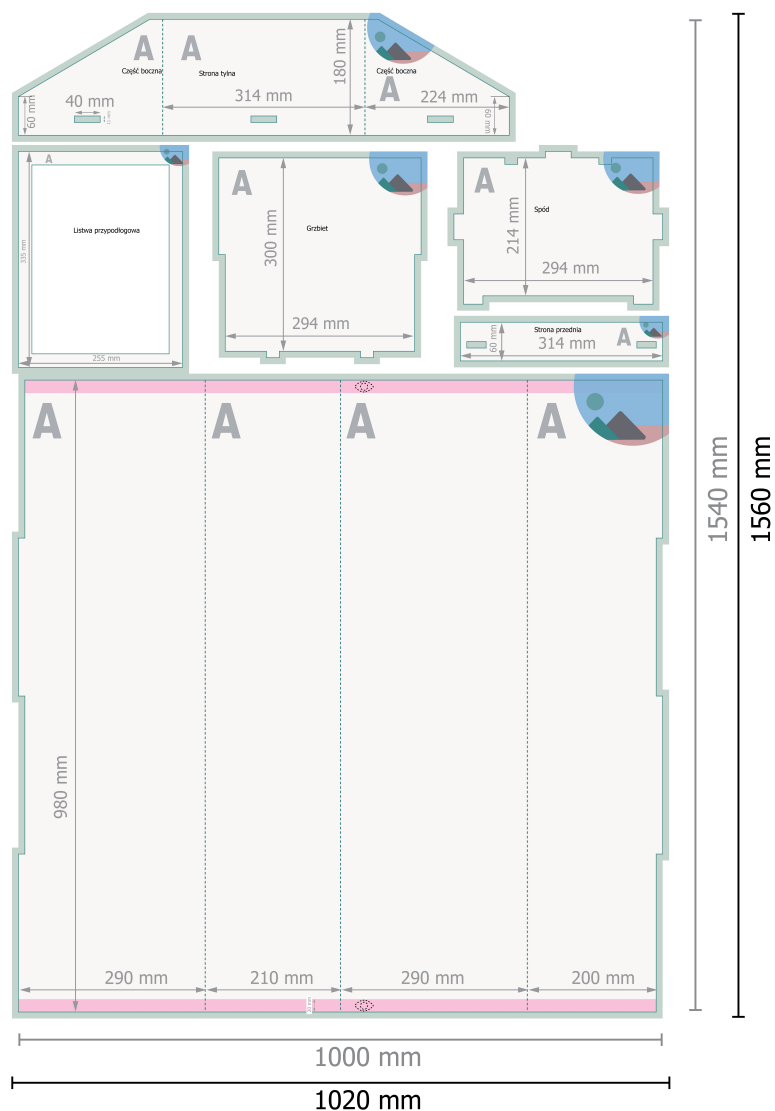 A A
Część boczna
Strona tylna
Część boczna
A
180 mm
40 mm
314 mm
224 mm
60 mm
60 mm
A
Listwa przypodłogowa
335 mm
255 mm
A
Grzbiet
300 mm
294 mm
A
Spód
214 mm
294 mm
Strona przednia
A
60 mm
314 mm
A A A A
980 mm
290 mm 210 mm 290 mm 200 mm
1540 mm
1560 mm
1000 mm
1020 mm